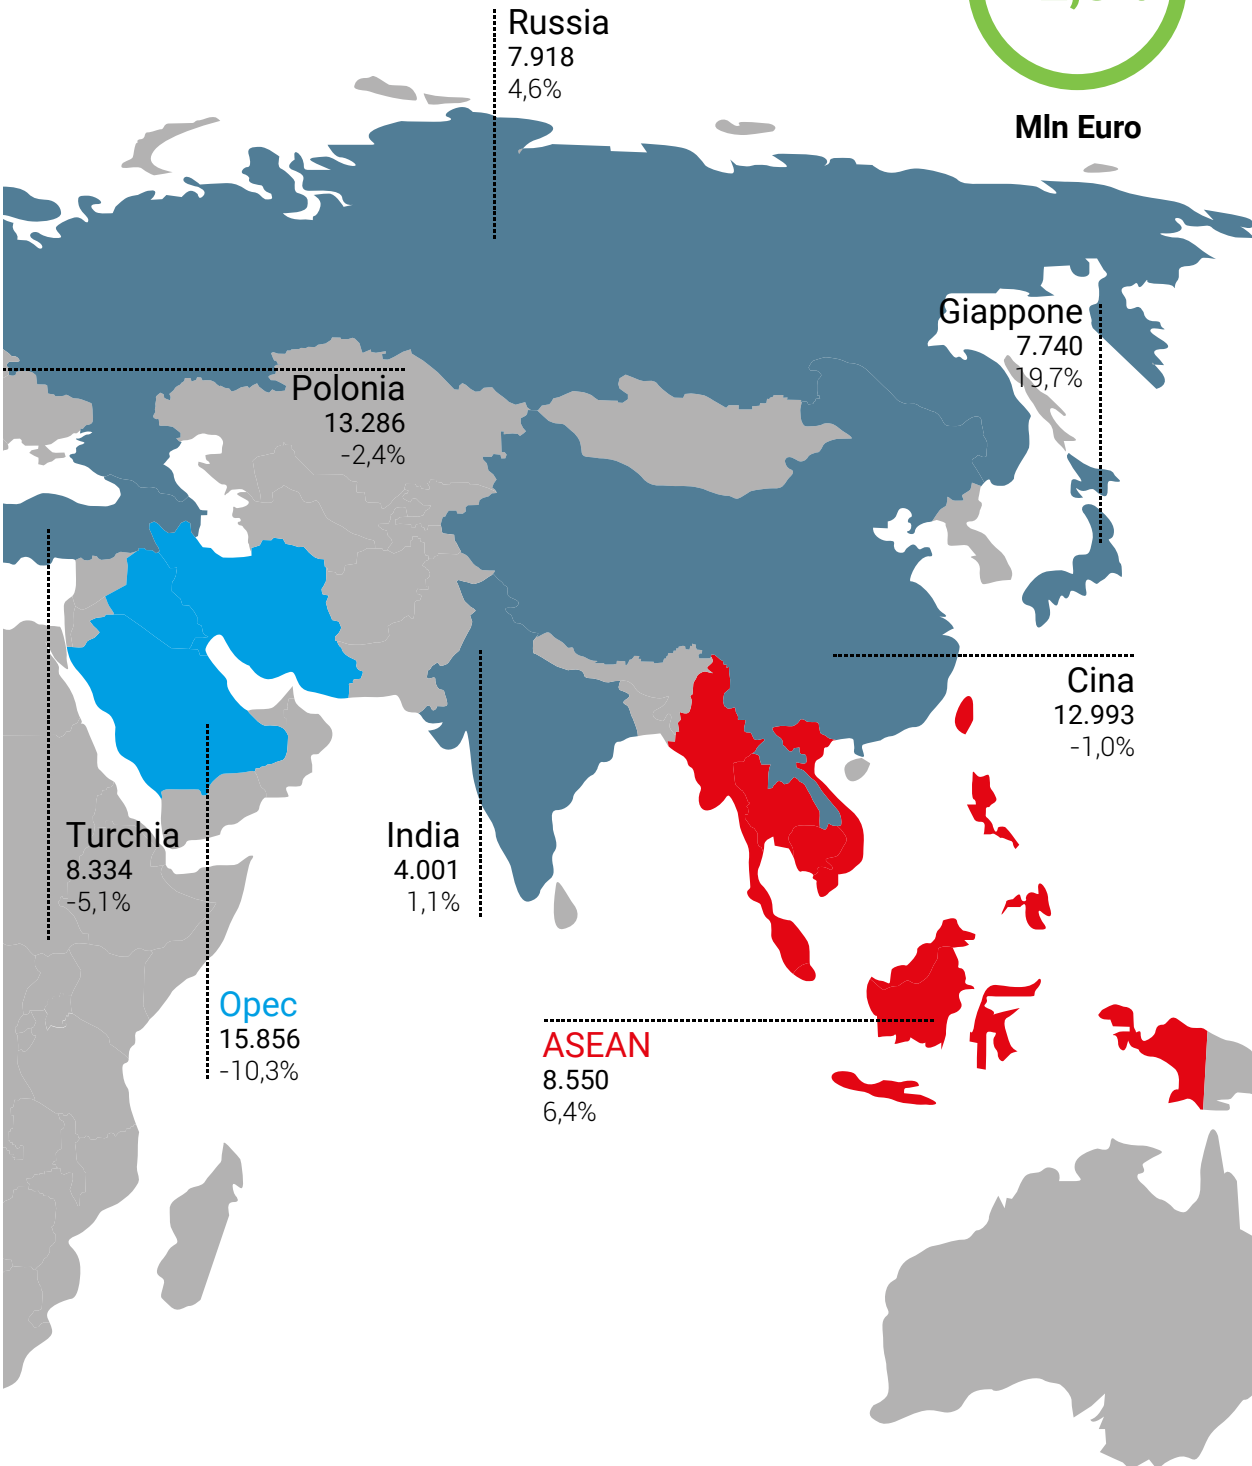 Russia
7.918
4,6%
Mln Euro
Giappone
7.740
19,7%
Polonia
13.286
-2,4%
Cina
12.993
-1,0%
Turchia
8.334
-5,1%
India
4.001
1,1%
Opec
15.856
-10,3%
ASEAN
8.550
6,4%